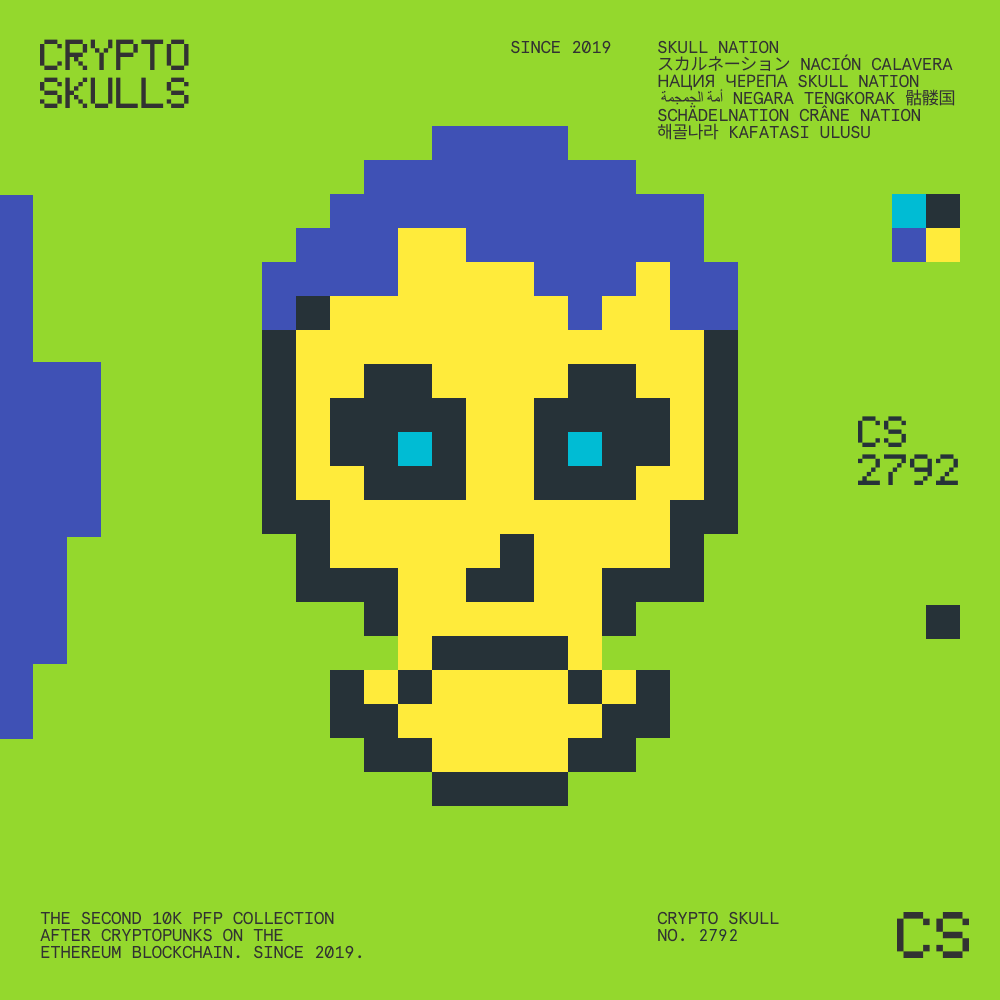 CRYPTO
SKULLS
SINCE 2019
SKULL NATION
スカルネーション NACIÓN CALAVERA
НАЦИЯ ЧЕРЕПА SKULL NATION
أمة الجمجمة NEGARA TENGKORAK 骷髅国
SCHÄDELNATION CRÂNE NATION
해골나라 KAFATASI ULUSU
CS
2792
THE SECOND 10K PFP COLLECTION
AFTER CRYPTOPUNKS ON THE
ETHEREUM BLOCKCHAIN. SINCE 2019.
CRYPTO SKULL
NO. 2792
CS